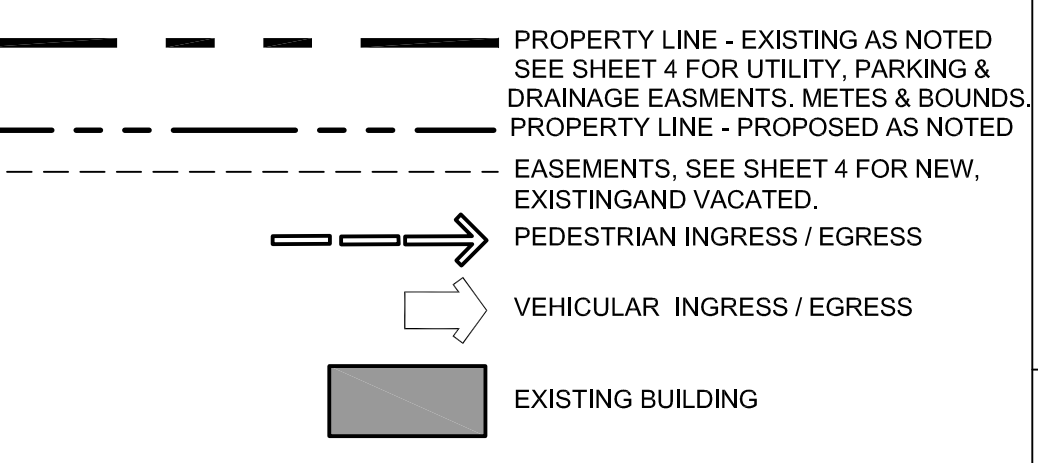 PROPERTY LINE - EXISTING AS NOTED
SEE SHEET 4 FOR UTILITY, PARKING &
DRAINAGE EASMENTS. METES & BOUNDS.
PROPERTY LINE - PROPOSED AS NOTED
EASEMENTS, SEE SHEET 4 FOR NEW,
EXISTINGAND VACATED.
PEDESTRIAN INGRESS / EGRESS
VEHICULAR INGRESS / EGRESS
EXISTING BUILDING